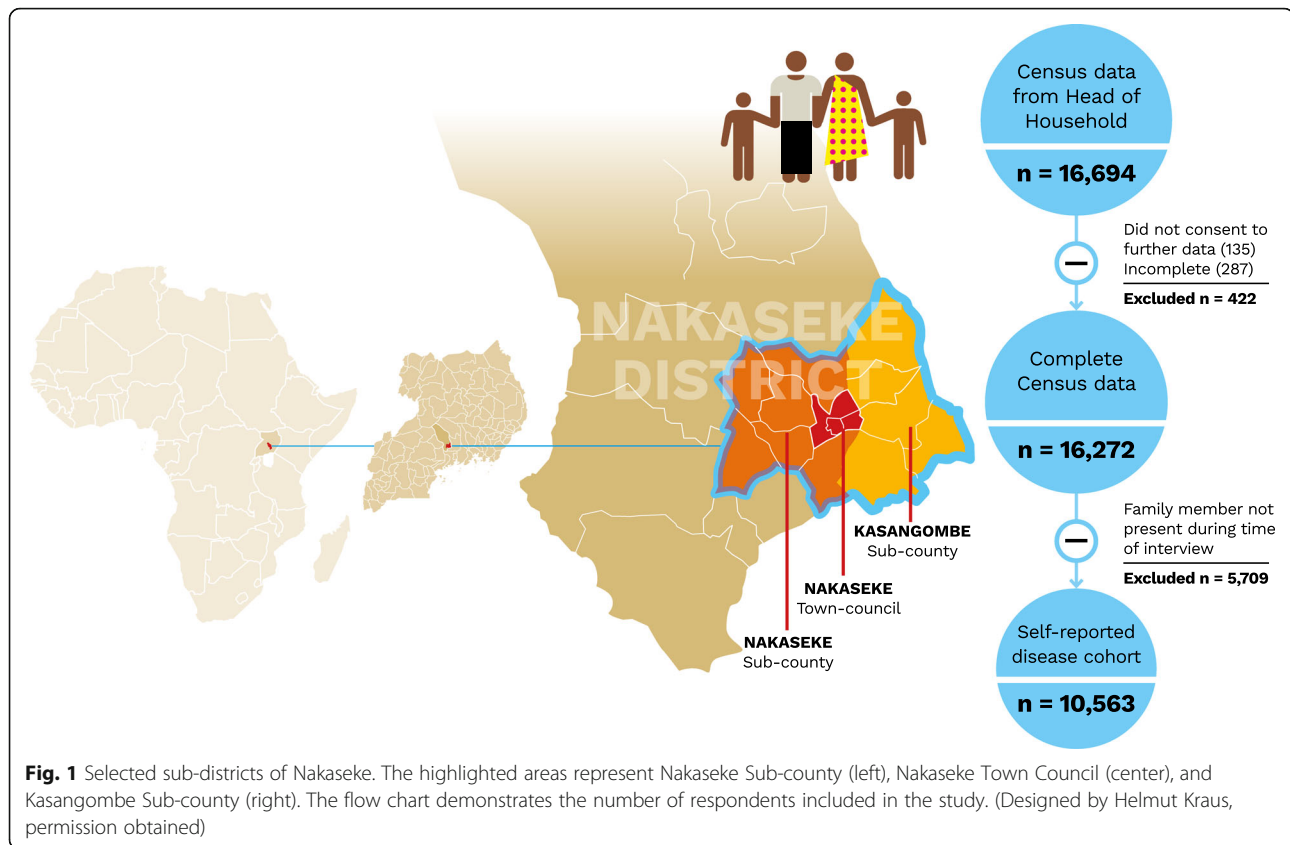 NAKASEKE
DISTRICT
KASANGOMBE
Sub-county
NAKASEKE
Town-council
NAKASEKE
Sub-county
Census data
from Head of
Household
n = 16,694
Did not consent to
further data (135)
Incomplete (287)
Excluded n = 422
Complete
Census data
n = 16,272
Family member not
present during time
of interview
Excluded n = 5,709
Self-reported
disease cohort
n = 10,563
Fig. 1 Selected sub-districts of Nakaseke. The highlighted areas represent Nakaseke Sub-county (left), Nakaseke Town Council (center), and
Kasangombe Sub-county (right). The flow chart demonstrates the number of respondents included in the study. (Designed by Helmut Kraus,
permission obtained)